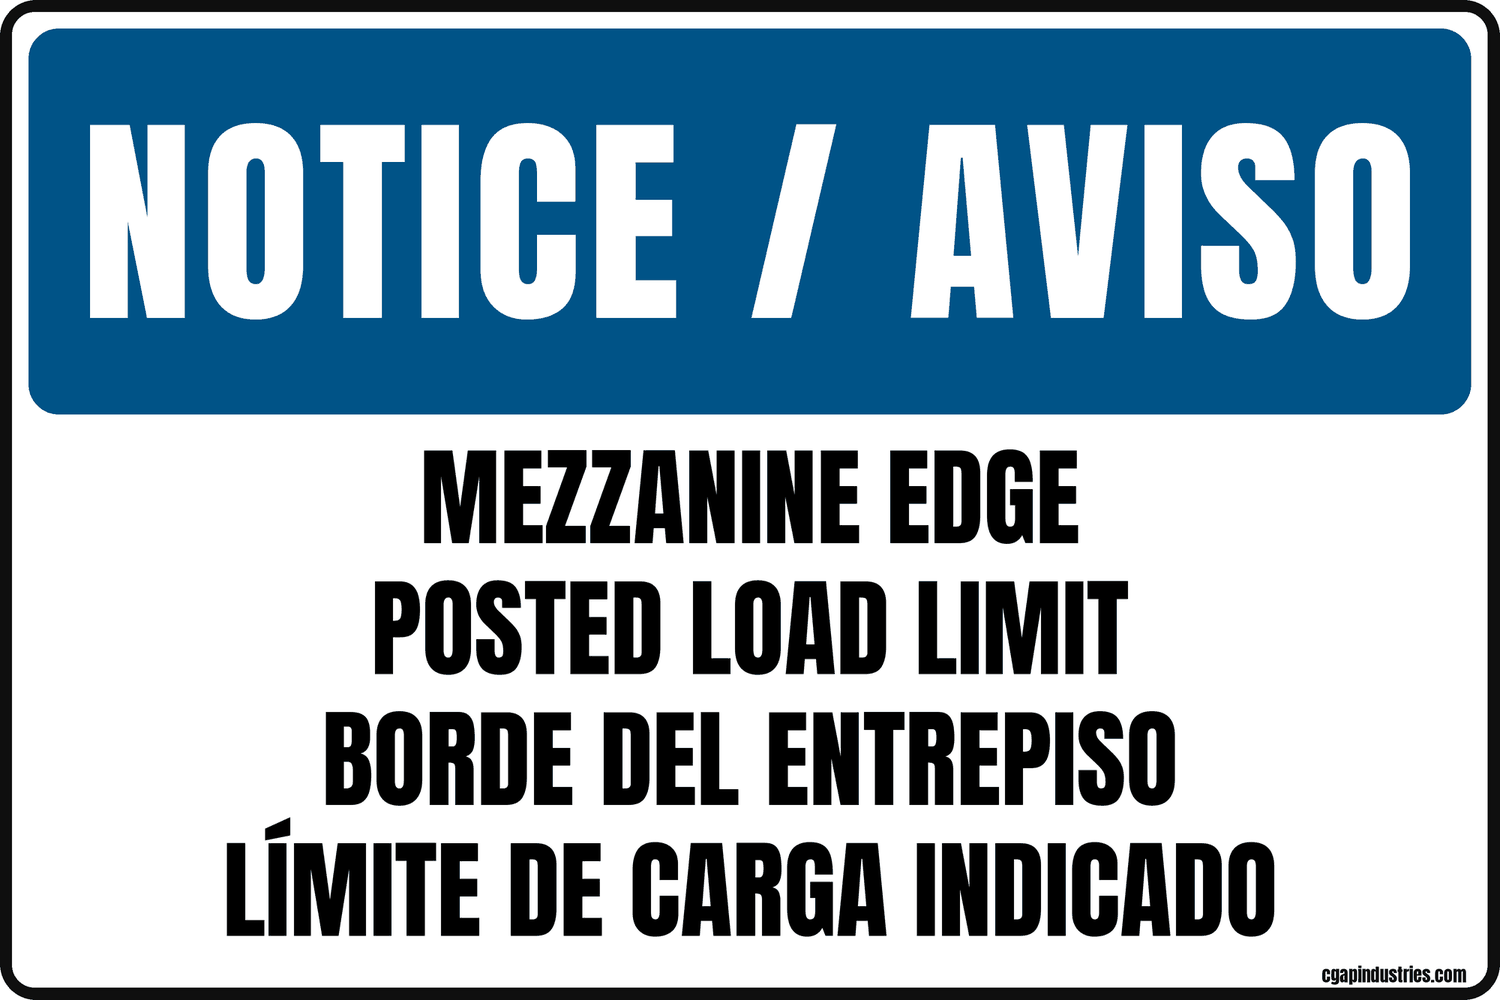 NOTICE / AVISO
MEZZANINE EDGE
POSTED LOAD LIMIT
BORDE DEL ENTREPISO
LÍMITE DE CARGA INDICADO
cgapindustries.com